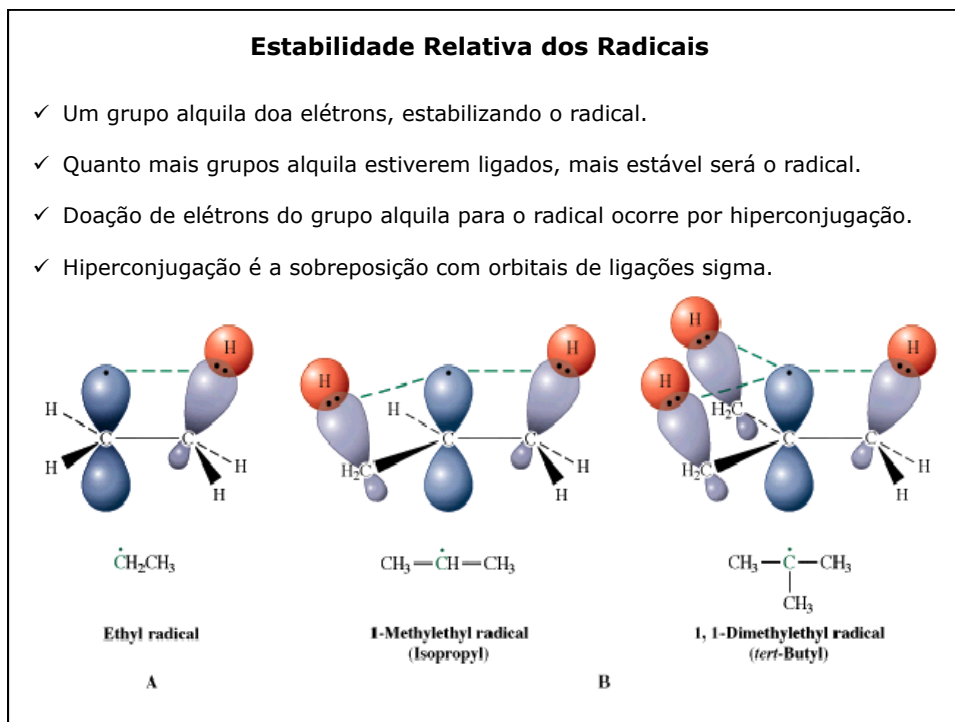 Estabilidade Relativa dos Radicais
✓ Um grupo alquila doa elétrons, estabilizando o radical.
✓ Quanto mais grupos alquila estiverem ligados, mais estável será o radical.
✓ Doação de elétrons do grupo alquila para o radical ocorre por hiperconjugação.
✓ Hiperconjugação é a sobreposição com orbitais de ligações sigma.
H
H
C
C
H
H
H
H
H
H
C
C
H₂C
H
H
H
H
H
H₂C
C
C
H₂C
H
H
ĊH₂CH₃
CH₃—ĊH—CH₃
CH₃—Ċ—CH₃
CH₃
Ethyl radical
1-Methylethyl radical
(Isopropyl)
1, 1-Dimethylethyl radical
(tert-Butyl)
A
B